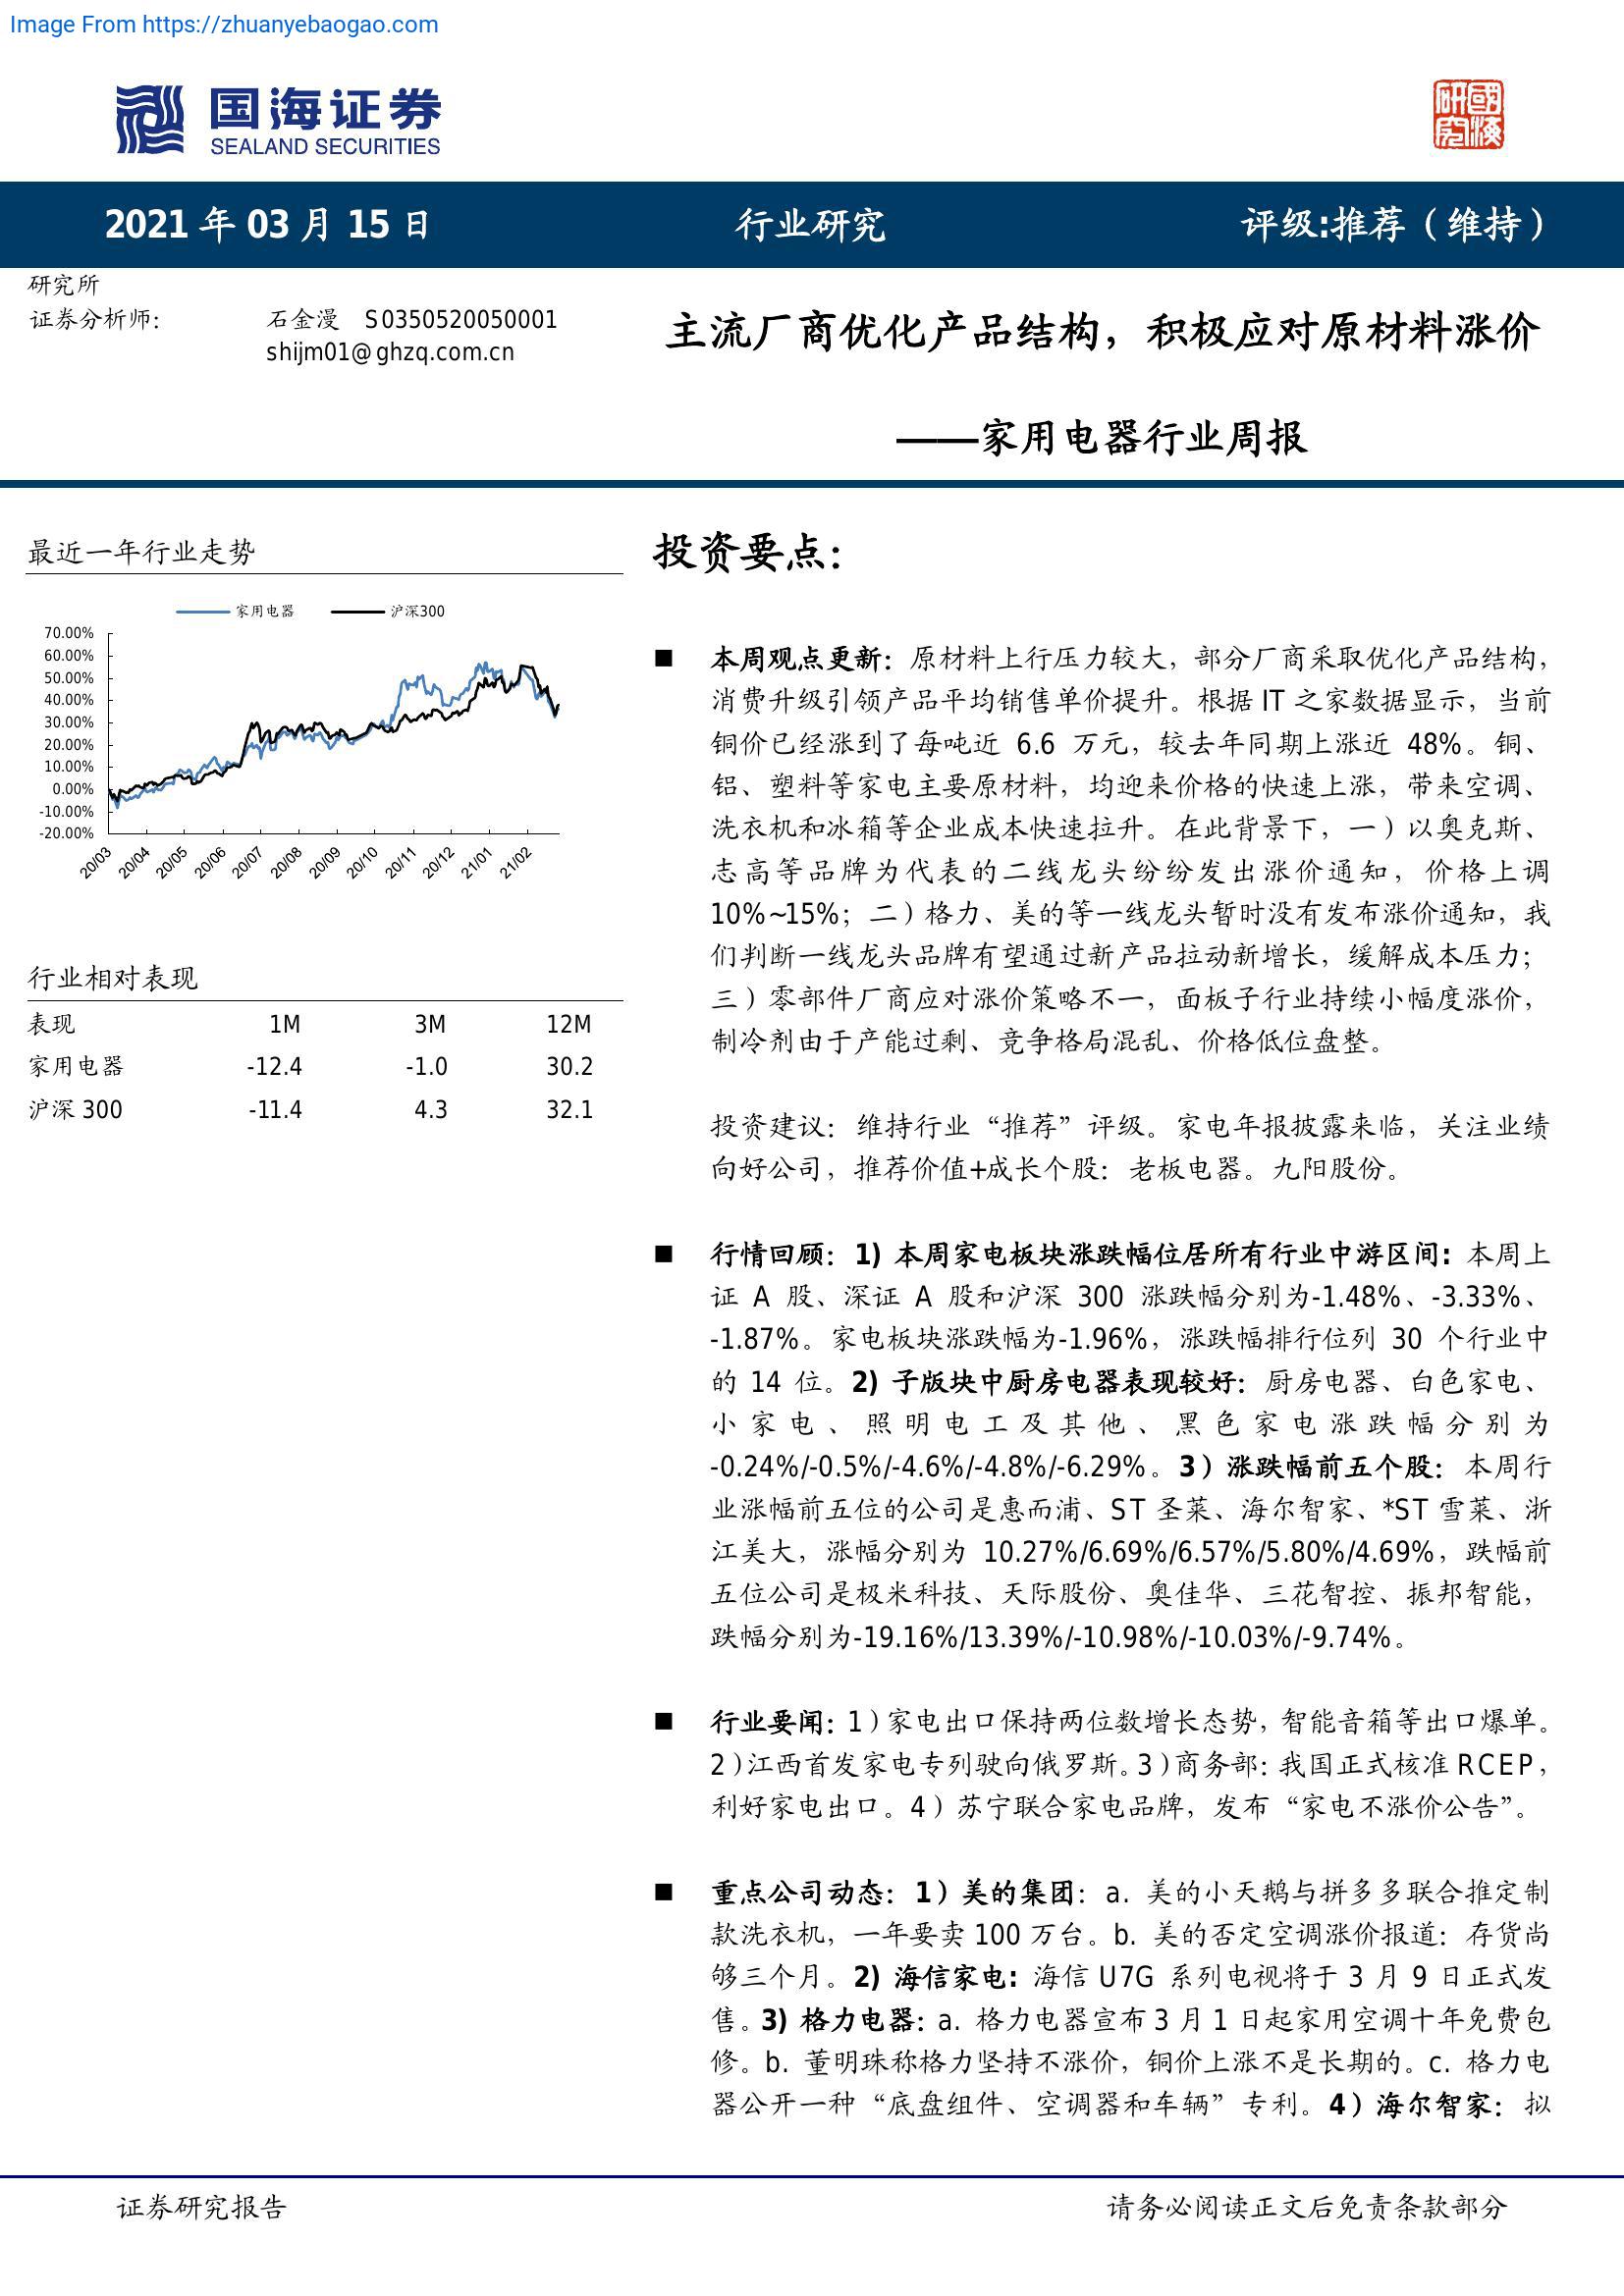 Image From https://zhuanyebaogao.com
国海证券
SEALAND SECURITIES
國海研究
2021 年 03 月 15 日 行业研究 评级:推荐（维持）
研究所
证券分析师： 石金漫 S0350520050001
shijm01@ghzq.com.cn
主流厂商优化产品结构，积极应对原材料涨价
——家用电器行业周报
最近一年行业走势
家用电器 沪深300
70.00%
60.00%
50.00%
40.00%
30.00%
20.00%
10.00%
0.00%
-10.00%
-20.00%
20/03 20/04 20/05 20/06 20/07 20/08 20/09 20/10 20/11 20/12 21/01 21/02
行业相对表现
表现 1M 3M 12M
家用电器 -12.4 -1.0 30.2
沪深 300 -11.4 4.3 32.1
投资要点：
■ 本周观点更新：原材料上行压力较大，部分厂商采取优化产品结构，
消费升级引领产品平均销售单价提升。根据 IT 之家数据显示，当前
铜价已经涨到了每吨近 6.6 万元，较去年同期上涨近 48%。铜、
铝、塑料等家电主要原材料，均迎来价格的快速上涨，带来空调、
洗衣机和冰箱等企业成本快速拉升。在此背景下，一）以奥克斯、
志高等品牌为代表的二线龙头纷纷发出涨价通知，价格上调
10%~15%；二）格力、美的等一线龙头暂时没有发布涨价通知，我
们判断一线龙头品牌有望通过新产品拉动新增长，缓解成本压力；
三）零部件厂商应对涨价策略不一，面板子行业持续小幅度涨价，
制冷剂由于产能过剩、竞争格局混乱、价格低位盘整。
投资建议：维持行业“推荐”评级。家电年报披露来临，关注业绩
向好公司，推荐价值+成长个股：老板电器。九阳股份。
■ 行情回顾：1) 本周家电板块涨跌幅位居所有行业中游区间: 本周上
证 A 股、深证 A 股和沪深 300 涨跌幅分别为-1.48%、-3.33%、
-1.87%。家电板块涨跌幅为-1.96%，涨跌幅排行位列 30 个行业中
的 14 位。2) 子版块中厨房电器表现较好：厨房电器、白色家电、
小家电、照明电工及其他、黑色家电涨跌幅分别为
-0.24%/-0.5%/-4.6%/-4.8%/-6.29%。3）涨跌幅前五个股：本周行
业涨幅前五位的公司是惠而浦、ST 圣莱、海尔智家、*ST 雪莱、浙
江美大，涨幅分别为 10.27%/6.69%/6.57%/5.80%/4.69%，跌幅前
五位公司是极米科技、天际股份、奥佳华、三花智控、振邦智能，
跌幅分别为-19.16%/13.39%/-10.98%/-10.03%/-9.74%。
■ 行业要闻：1）家电出口保持两位数增长态势，智能音箱等出口爆单。
2）江西首发家电专列驶向俄罗斯。3）商务部：我国正式核准 RCEP，
利好家电出口。4）苏宁联合家电品牌，发布“家电不涨价公告”。
■ 重点公司动态：1）美的集团：a. 美的小天鹅与拼多多联合推定制
款洗衣机，一年要卖 100 万台。b. 美的否定空调涨价报道：存货尚
够三个月。2) 海信家电: 海信 U7G 系列电视将于 3 月 9 日正式发
售。3) 格力电器：a. 格力电器宣布 3 月 1 日起家用空调十年免费包
修。b. 董明珠称格力坚持不涨价，铜价上涨不是长期的。c. 格力电
器公开一种“底盘组件、空调器和车辆”专利。4）海尔智家：拟
证券研究报告 请务必阅读正文后免责条款部分